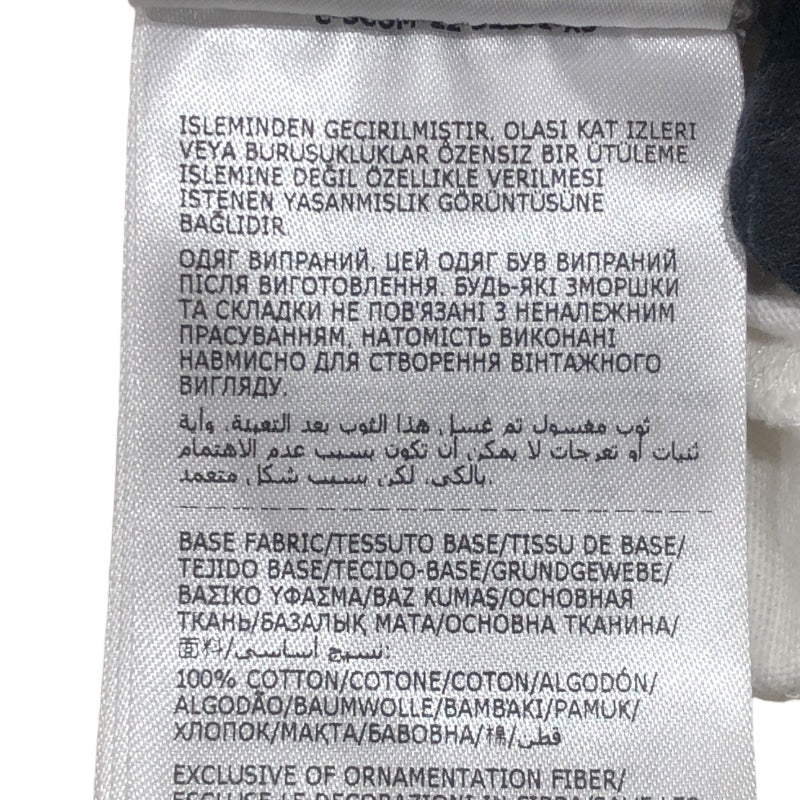 ISLEMINDEN GECIRILMIŞTIR. OLASI KAT IZLERI
VEYA BURUŞUKLUKLAR ÖZENSIZ BIR ÜTÜLEME
IŞLEMINE DEĞIL ÖZELLIKLE VERILMESI
ISTENEN YAŞANMIŞLIK GÖRÜNTÜSÜNE
BAĞLIDIR.
ОДЯГ ВИПРАНИЙ. ЦЕЙ ОДЯГ БУВ ВИПРАНИЙ
ПІСЛЯ ВИГОТОВЛЕННЯ. БУДЬ-ЯКІ ЗМОРШКИ
ТА СКЛАДКИ НЕ ПОВ'ЯЗАНІ З НЕНАЛЕЖНИМ
ПРАСУВАННЯМ, НАТОМІСТЬ ВИКОНАНІ
НАВМИСНО ДЛЯ СТВОРЕННЯ ВІНТАЖНОГО
ВИГЛЯДУ.
ثوب مغسول تم غسل هذا الثوب بعد التعبئة، وأية
ثنيات أو تعرجات لا يمكن أن تكون بسبب عدم الاهتمام
بالكي، لكن بسبب شكل متعمد.
BASE FABRIC/TESSUTO BASE/TISSU DE BASE/
TEJIDO BASE/TECIDO-BASE/GRUNDGEWEBE/
ΒΑΣΙΚΟ ΥΦΑΣΜΑ/BAZ KUMAŞ/ОСНОВНАЯ
ТКАНЬ/БАЗАЛЫҚ МАТА/ОСНОВНА ТКАНИНА/
面料/نسيج أساسي:
100% COTTON/COTONE/COTON/ALGODÓN/
ALGODÃO/BAUMWOLLE/ΒΑΜΒΑΚΙ/PAMUK/
ХЛОПОК/МАҚТА/БАВОВНА/棉/قطن
EXCLUSIVE OF ORNAMENTATION FIBER/